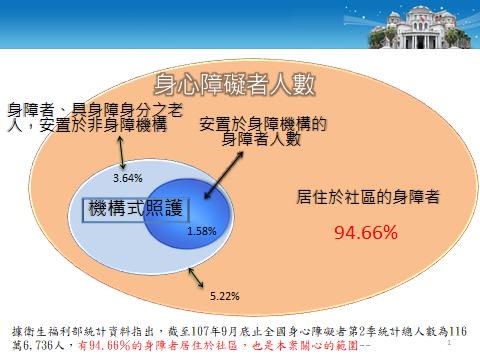 身心障礙者人數
身障者、具身障身分之老
人，安置於非身障機構
安置於身障機構的
身障者人數
3.64%
機構式照護
1.58%
居住於社區的身障者
94.66%
5.22%
據衛生福利部統計資料指出，截至107年9月底止全國身心障礙者第2季統計總人數為116
萬6,736人，有94.66%的身障者居住於社區，也是本案關心的範圍--
1